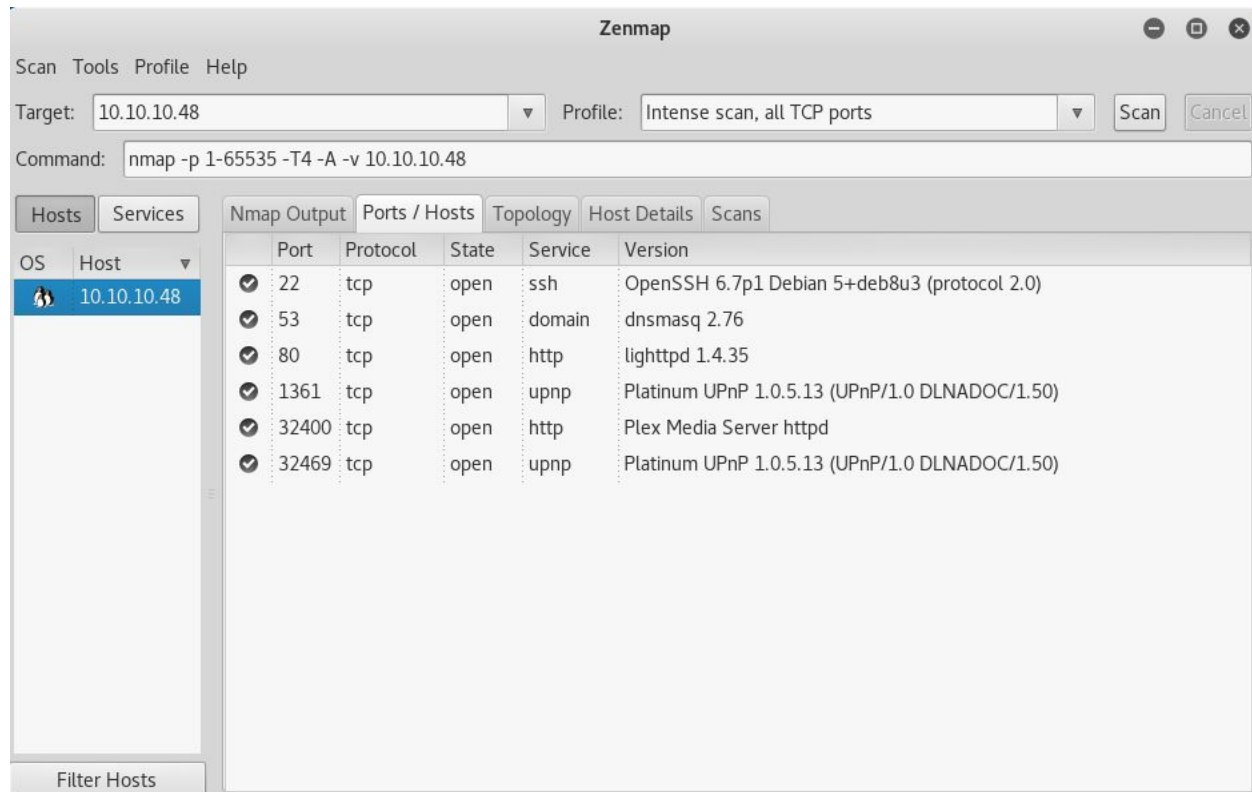 Zenmap
Scan Tools Profile Help
Target: 10.10.10.48 Profile: Intense scan, all TCP ports Scan Cancel
Command: nmap -p 1-65535 -T4 -A -v 10.10.10.48
Hosts Services Nmap Output Ports / Hosts Topology Host Details Scans
OS Host
10.10.10.48
Port Protocol State Service Version
22 tcp open ssh OpenSSH 6.7p1 Debian 5+deb8u3 (protocol 2.0)
53 tcp open domain dnsmasq 2.76
80 tcp open http lighttpd 1.4.35
1361 tcp open upnp Platinum UPnP 1.0.5.13 (UPnP/1.0 DLNADOC/1.50)
32400 tcp open http Plex Media Server httpd
32469 tcp open upnp Platinum UPnP 1.0.5.13 (UPnP/1.0 DLNADOC/1.50)
Filter Hosts